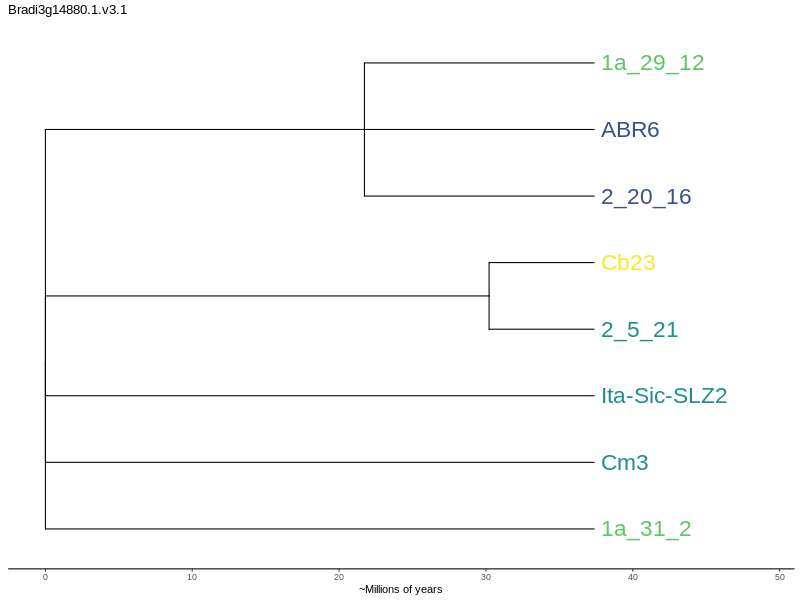 Bradi3g14880.1.v3.1
1a_29_12
ABR6
2_20_16
Cb23
2_5_21
Ita-Sic-SLZ2
Cm3
1a_31_2
0 10 20 30 40 50
~Millions of years